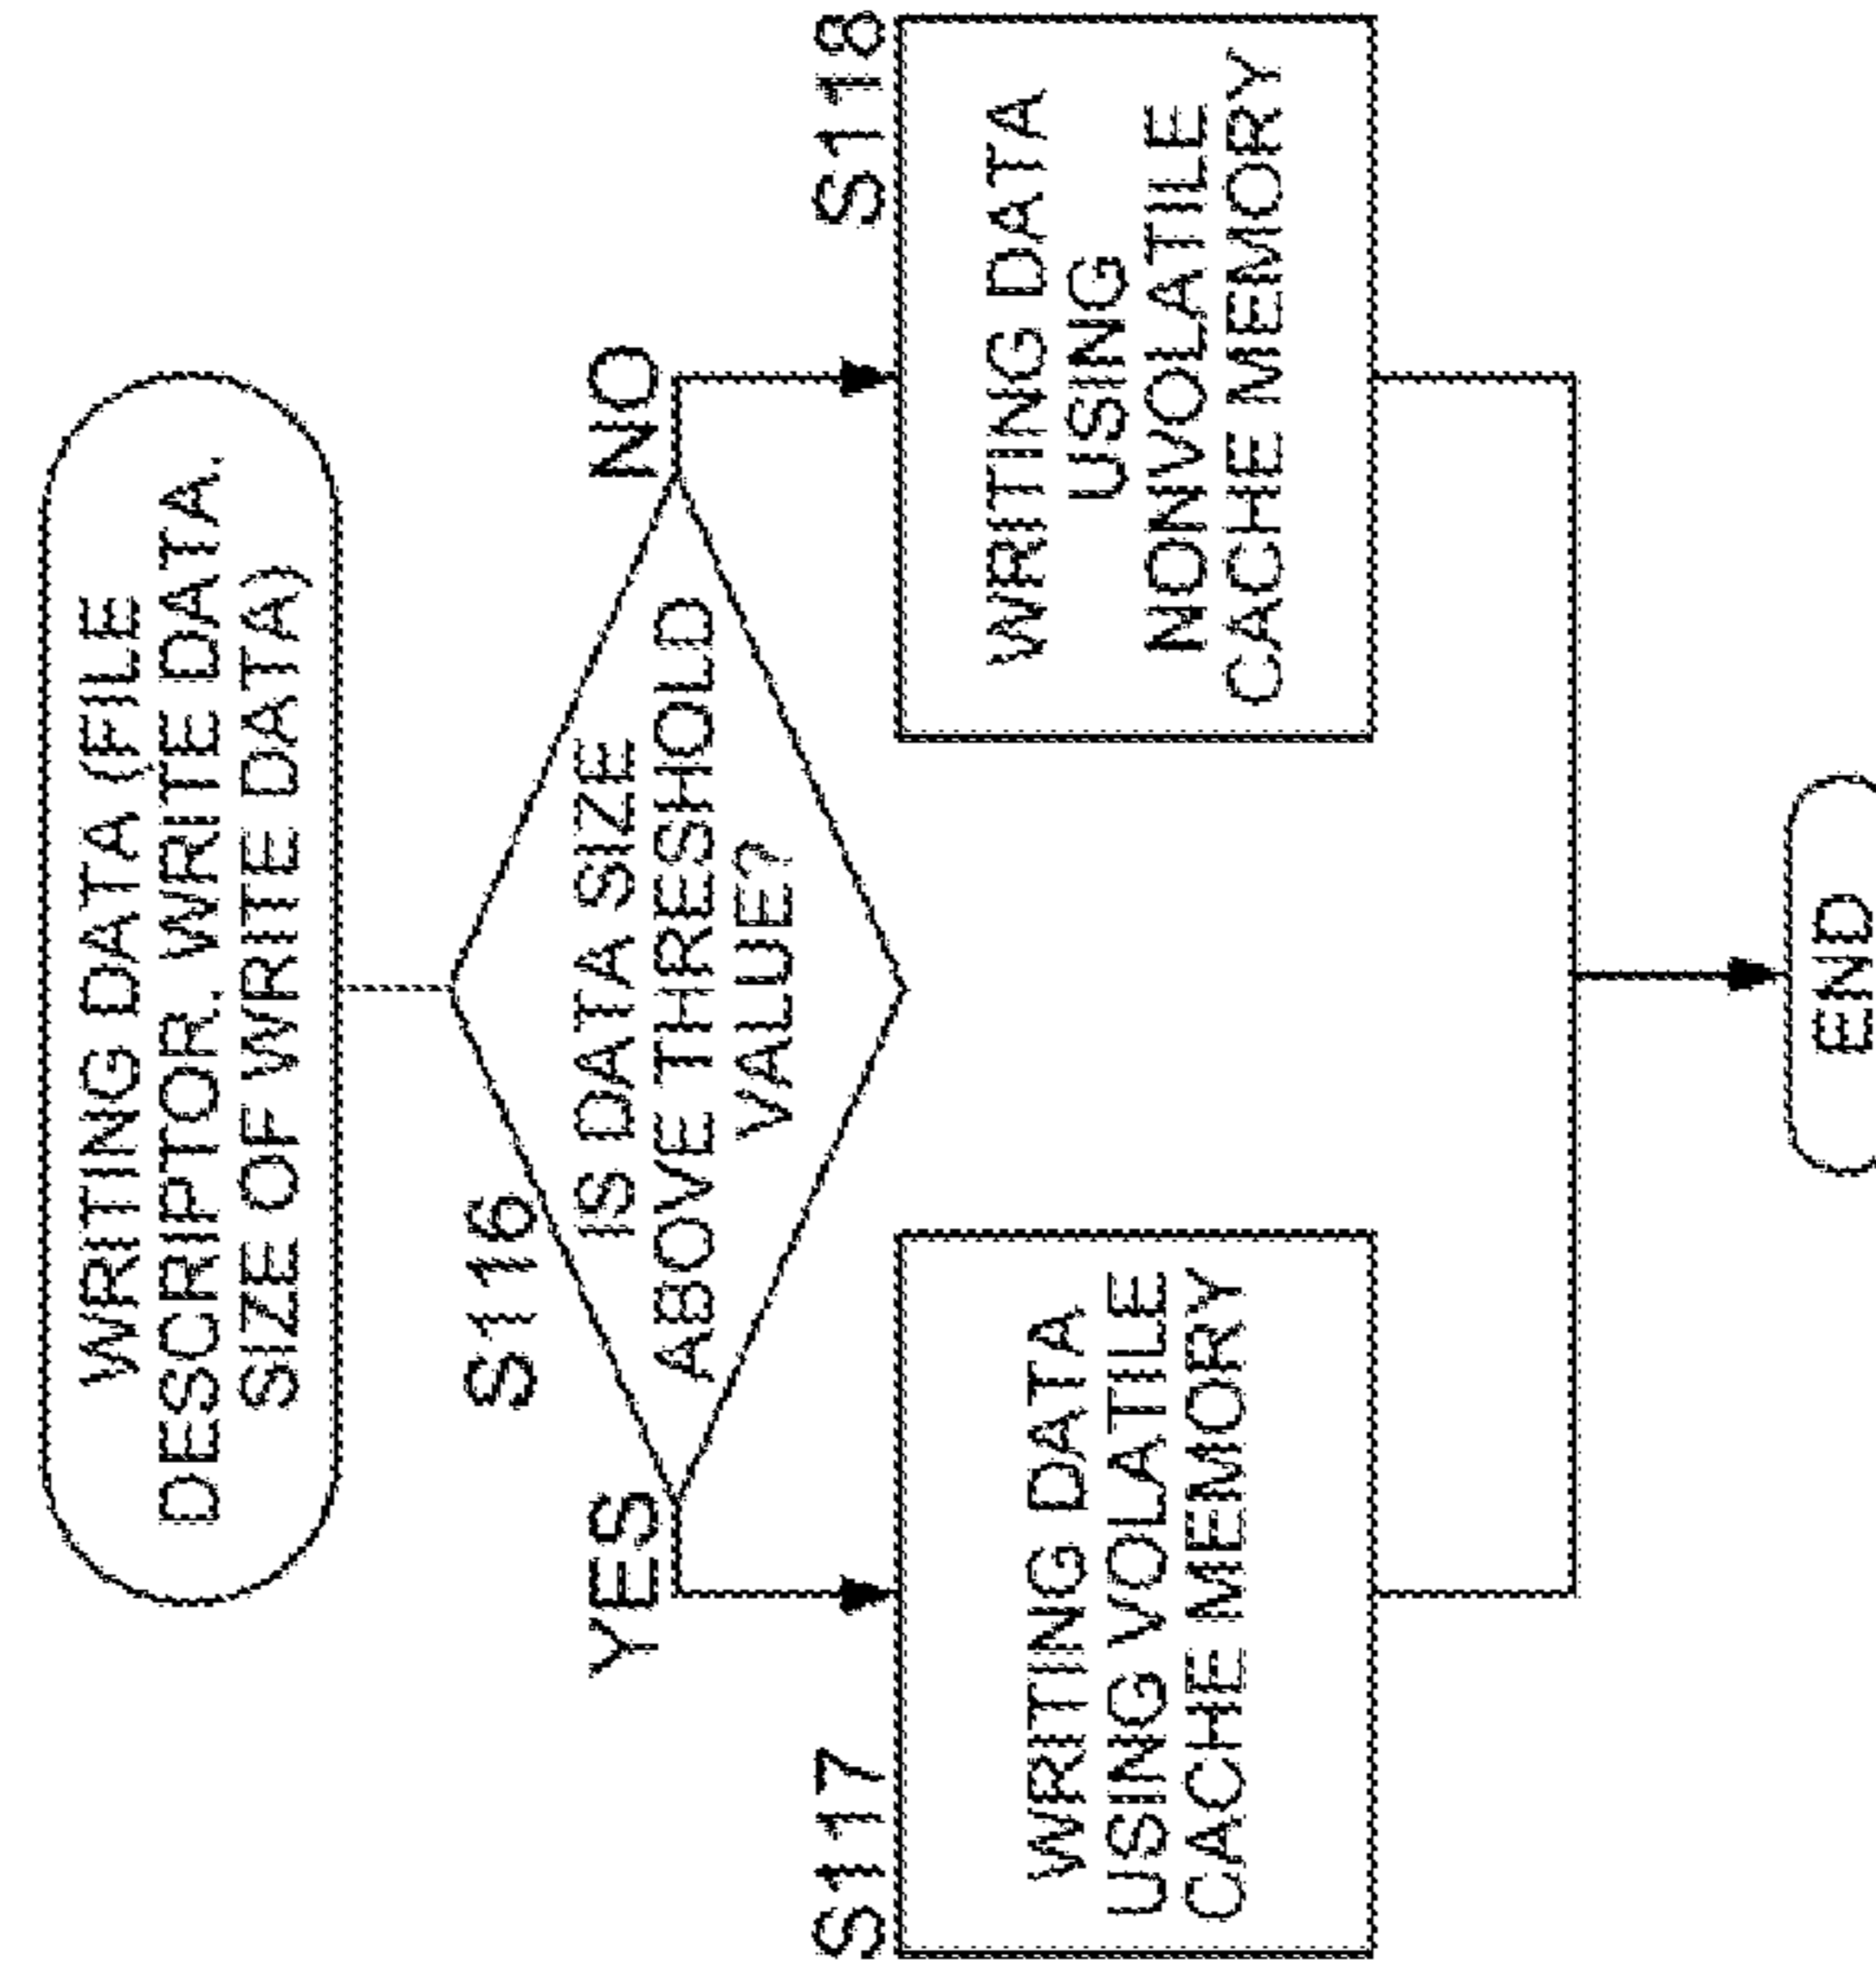 WRITING DATA (FILE
DESCRIPTOR, WRITE DATA,
SIZE OF WRITE DATA)
S116
IS DATA SIZE
ABOVE THRESHOLD
VALUE?
YES
NO
S117
WRITING DATA
USING VOLATILE
CACHE MEMORY
S118
WRITING DATA
USING
NONVOLATILE
CACHE MEMORY
END